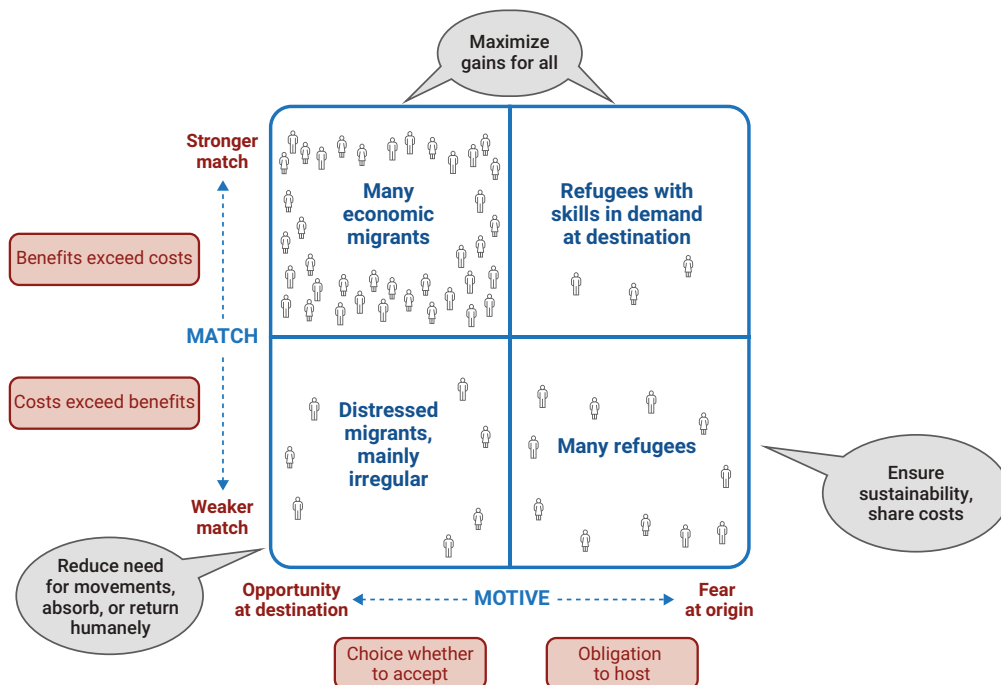 Maximize
gains for all
Stronger
match
Many
economic
migrants
Refugees with
skills in demand
at destination
Benefits exceed costs
MATCH
Costs exceed benefits
Distressed
migrants,
mainly
irregular
Many refugees
Weaker
match
Ensure
sustainability,
share costs
Reduce need
for movements,
absorb, or return
humanely
Opportunity
at destination
MOTIVE
Fear
at origin
Choice whether
to accept
Obligation
to host